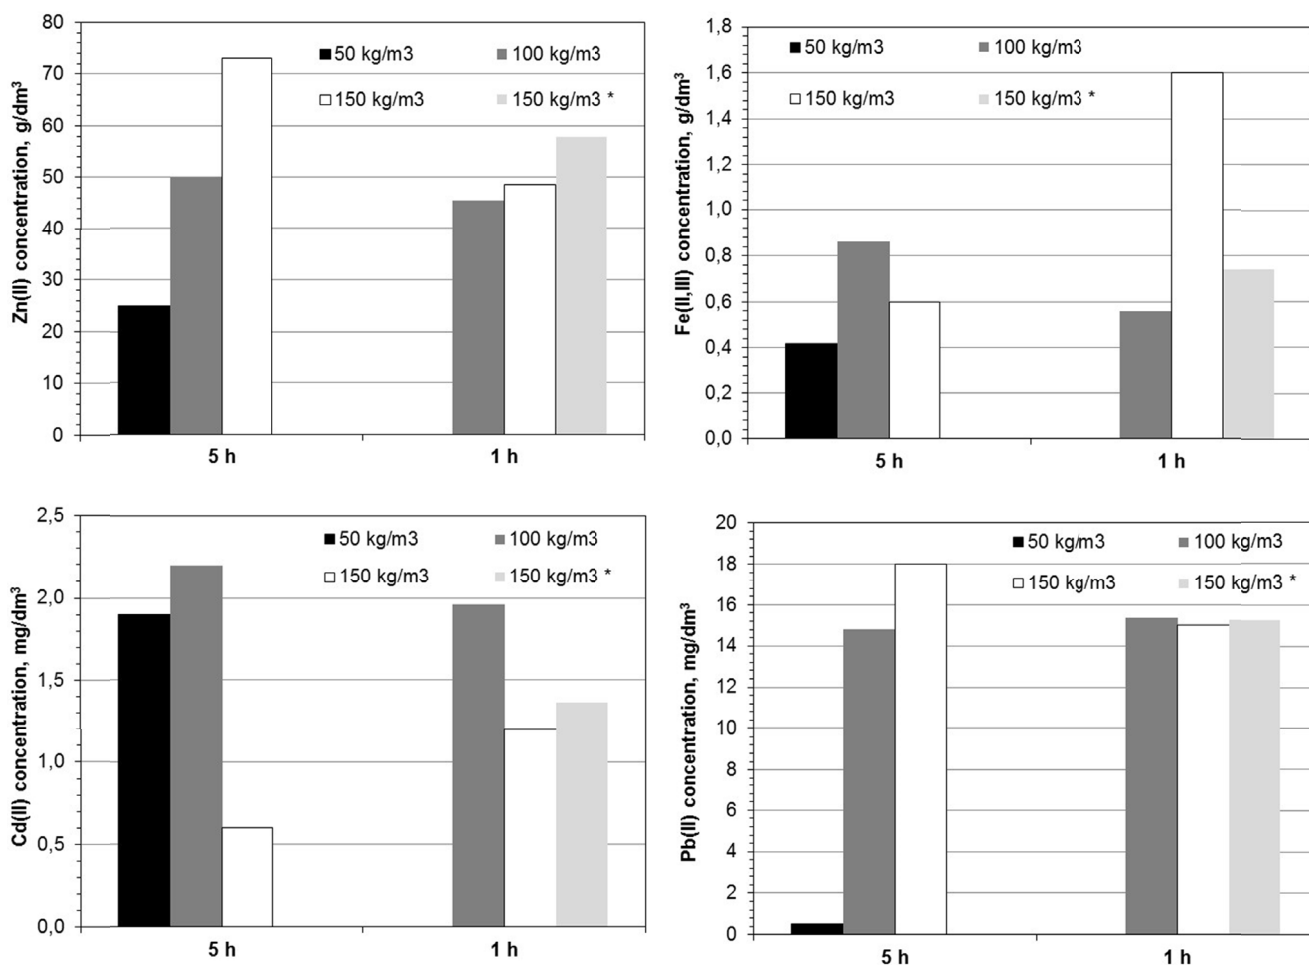 Zn(II) concentration, g/dm³
80
70
60
50
40
30
20
10
0
50 kg/m3 100 kg/m3
150 kg/m3 150 kg/m3 *
5 h 1 h
Fe(II,III) concentration, g/dm³
1,8
1,6
1,4
1,2
1,0
0,8
0,6
0,4
0,2
0,0
50 kg/m3 100 kg/m3
150 kg/m3 150 kg/m3 *
5 h 1 h
Cd(II) concentration, mg/dm³
2,5
2,0
1,5
1,0
0,5
0,0
50 kg/m3 100 kg/m3
150 kg/m3 150 kg/m3 *
5 h 1 h
Pb(II) concentration, mg/dm³
20
18
16
14
12
10
8
6
4
2
0
50 kg/m3 100 kg/m3
150 kg/m3 150 kg/m3 *
5 h 1 h